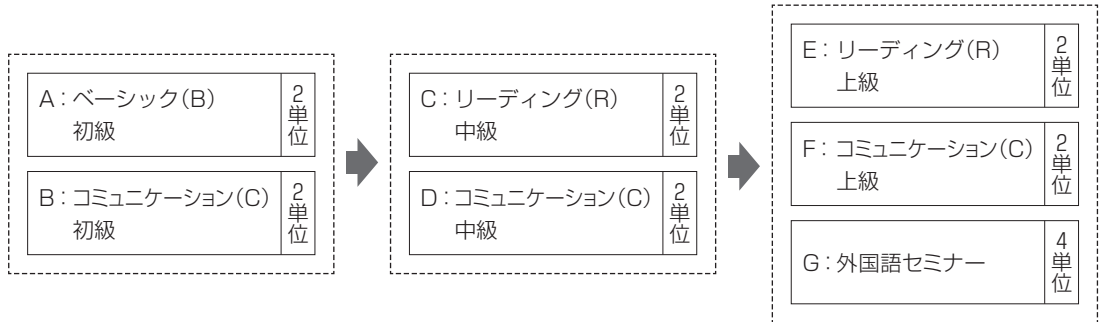 A：ベーシック(B)
初級
2単位
B：コミュニケーション(C)
初級
2単位
C：リーディング(R)
中級
2単位
D：コミュニケーション(C)
中級
2単位
E：リーディング(R)
上級
2単位
F：コミュニケーション(C)
上級
2単位
G：外国語セミナー
4単位